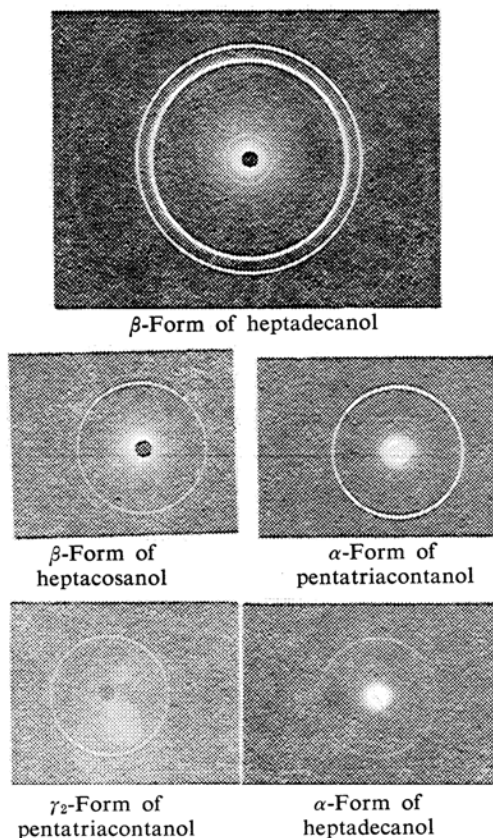 β-Form of heptadecanol
β-Form of
heptacosanol
α-Form of
pentatriacontanol
γ₂-Form of
pentatriacontanol
α-Form of
heptadecanol